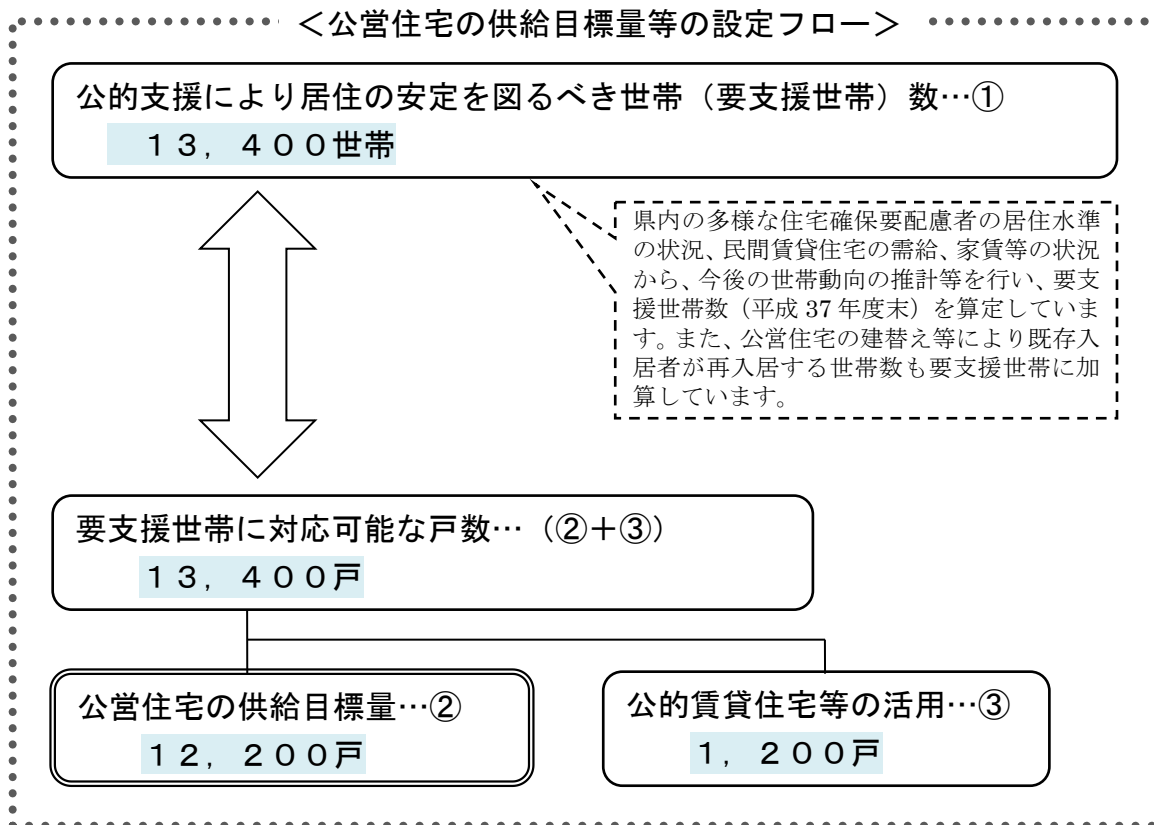 ＜公営住宅の供給目標量等の設定フロー＞
公的支援により居住の安定を図るべき世帯（要支援世帯）数…①
１３，４００世帯
県内の多様な住宅確保要配慮者の居住水準
の状況、民間賃貸住宅の需給、家賃等の状況
から、今後の世帯動向の推計等を行い、要支
援世帯数（平成 37 年度末）を算定していま
す。また、公営住宅の建替え等により既存入
居者が再入居する世帯数も要支援世帯に加
算しています。
要支援世帯に対応可能な戸数…（②＋③）
１３，４００戸
公営住宅の供給目標量…②
１２，２００戸
公的賃貸住宅等の活用…③
１，２００戸